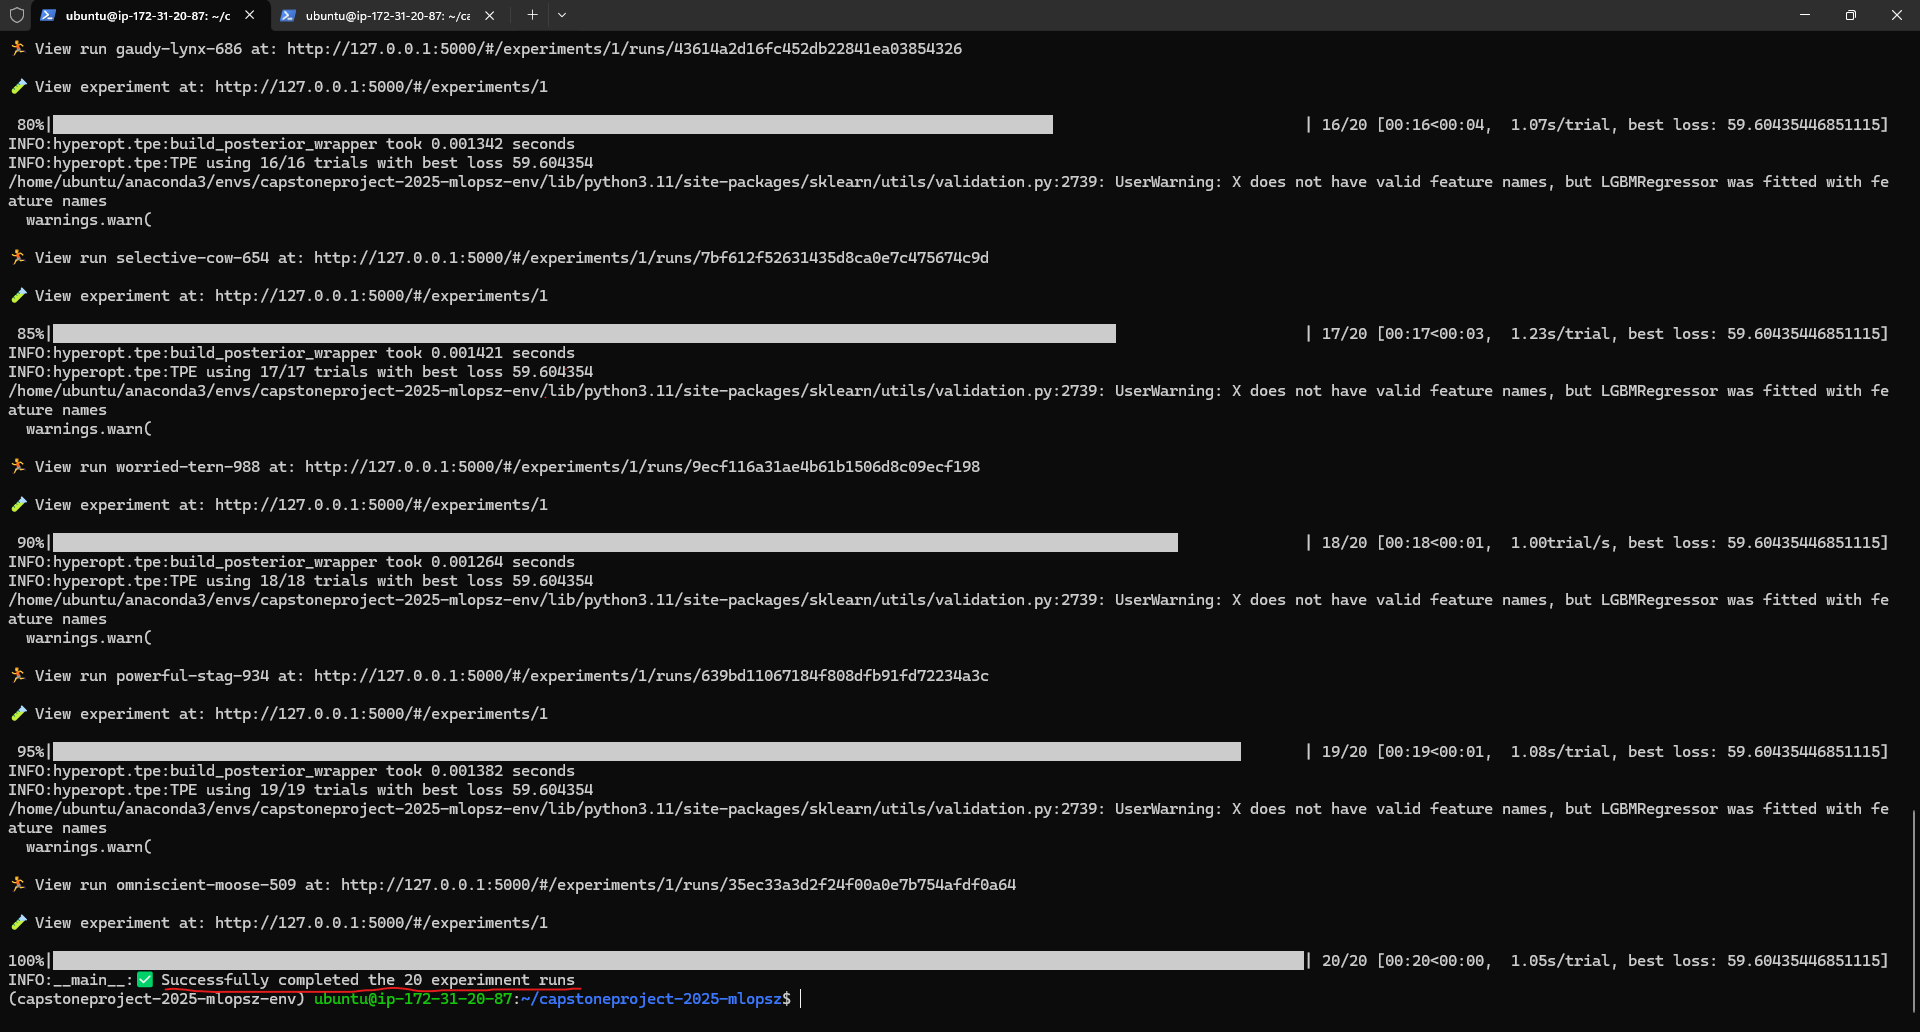 ubuntu@ip-172-31-20-87: ~/c
ubuntu@ip-172-31-20-87: ~/ca
🏃 View run gaudy-lynx-686 at: http://127.0.0.1:5000/#/experiments/1/runs/43614a2d16fc452db22841ea03854326
🧪 View experiment at: http://127.0.0.1:5000/#/experiments/1
80%| | 16/20 [00:16<00:04,  1.07s/trial, best loss: 59.60435446851115]
INFO:hyperopt.tpe:build_posterior_wrapper took 0.001342 seconds
INFO:hyperopt.tpe:TPE using 16/16 trials with best loss 59.604354
/home/ubuntu/anaconda3/envs/capstoneproject-2025-mlopsz-env/lib/python3.11/site-packages/sklearn/utils/validation.py:2739: UserWarning: X does not have valid feature names, but LGBMRegressor was fitted with fe
ature names
  warnings.warn(
🏃 View run selective-cow-654 at: http://127.0.0.1:5000/#/experiments/1/runs/7bf612f52631435d8ca0e7c475674c9d
🧪 View experiment at: http://127.0.0.1:5000/#/experiments/1
85%| | 17/20 [00:17<00:03,  1.23s/trial, best loss: 59.60435446851115]
INFO:hyperopt.tpe:build_posterior_wrapper took 0.001421 seconds
INFO:hyperopt.tpe:TPE using 17/17 trials with best loss 59.604354
/home/ubuntu/anaconda3/envs/capstoneproject-2025-mlopsz-env/lib/python3.11/site-packages/sklearn/utils/validation.py:2739: UserWarning: X does not have valid feature names, but LGBMRegressor was fitted with fe
ature names
  warnings.warn(
🏃 View run worried-tern-988 at: http://127.0.0.1:5000/#/experiments/1/runs/9ecf116a31ae4b61b1506d8c09ecf198
🧪 View experiment at: http://127.0.0.1:5000/#/experiments/1
90%| | 18/20 [00:18<00:01,  1.00trial/s, best loss: 59.60435446851115]
INFO:hyperopt.tpe:build_posterior_wrapper took 0.001264 seconds
INFO:hyperopt.tpe:TPE using 18/18 trials with best loss 59.604354
/home/ubuntu/anaconda3/envs/capstoneproject-2025-mlopsz-env/lib/python3.11/site-packages/sklearn/utils/validation.py:2739: UserWarning: X does not have valid feature names, but LGBMRegressor was fitted with fe
ature names
  warnings.warn(
🏃 View run powerful-stag-934 at: http://127.0.0.1:5000/#/experiments/1/runs/639bd11067184f808dfb91fd72234a3c
🧪 View experiment at: http://127.0.0.1:5000/#/experiments/1
95%| | 19/20 [00:19<00:01,  1.08s/trial, best loss: 59.60435446851115]
INFO:hyperopt.tpe:build_posterior_wrapper took 0.001382 seconds
INFO:hyperopt.tpe:TPE using 19/19 trials with best loss 59.604354
/home/ubuntu/anaconda3/envs/capstoneproject-2025-mlopsz-env/lib/python3.11/site-packages/sklearn/utils/validation.py:2739: UserWarning: X does not have valid feature names, but LGBMRegressor was fitted with fe
ature names
  warnings.warn(
🏃 View run omniscient-moose-509 at: http://127.0.0.1:5000/#/experiments/1/runs/35ec33a3d2f24f00a0e7b754afdf0a64
🧪 View experiment at: http://127.0.0.1:5000/#/experiments/1
100%| | 20/20 [00:20<00:00,  1.05s/trial, best loss: 59.60435446851115]
INFO:__main__:✅ Successfully completed the 20 experimnent runs
(capstoneproject-2025-mlopsz-env) ubuntu@ip-172-31-20-87:~/capstoneproject-2025-mlopsz$